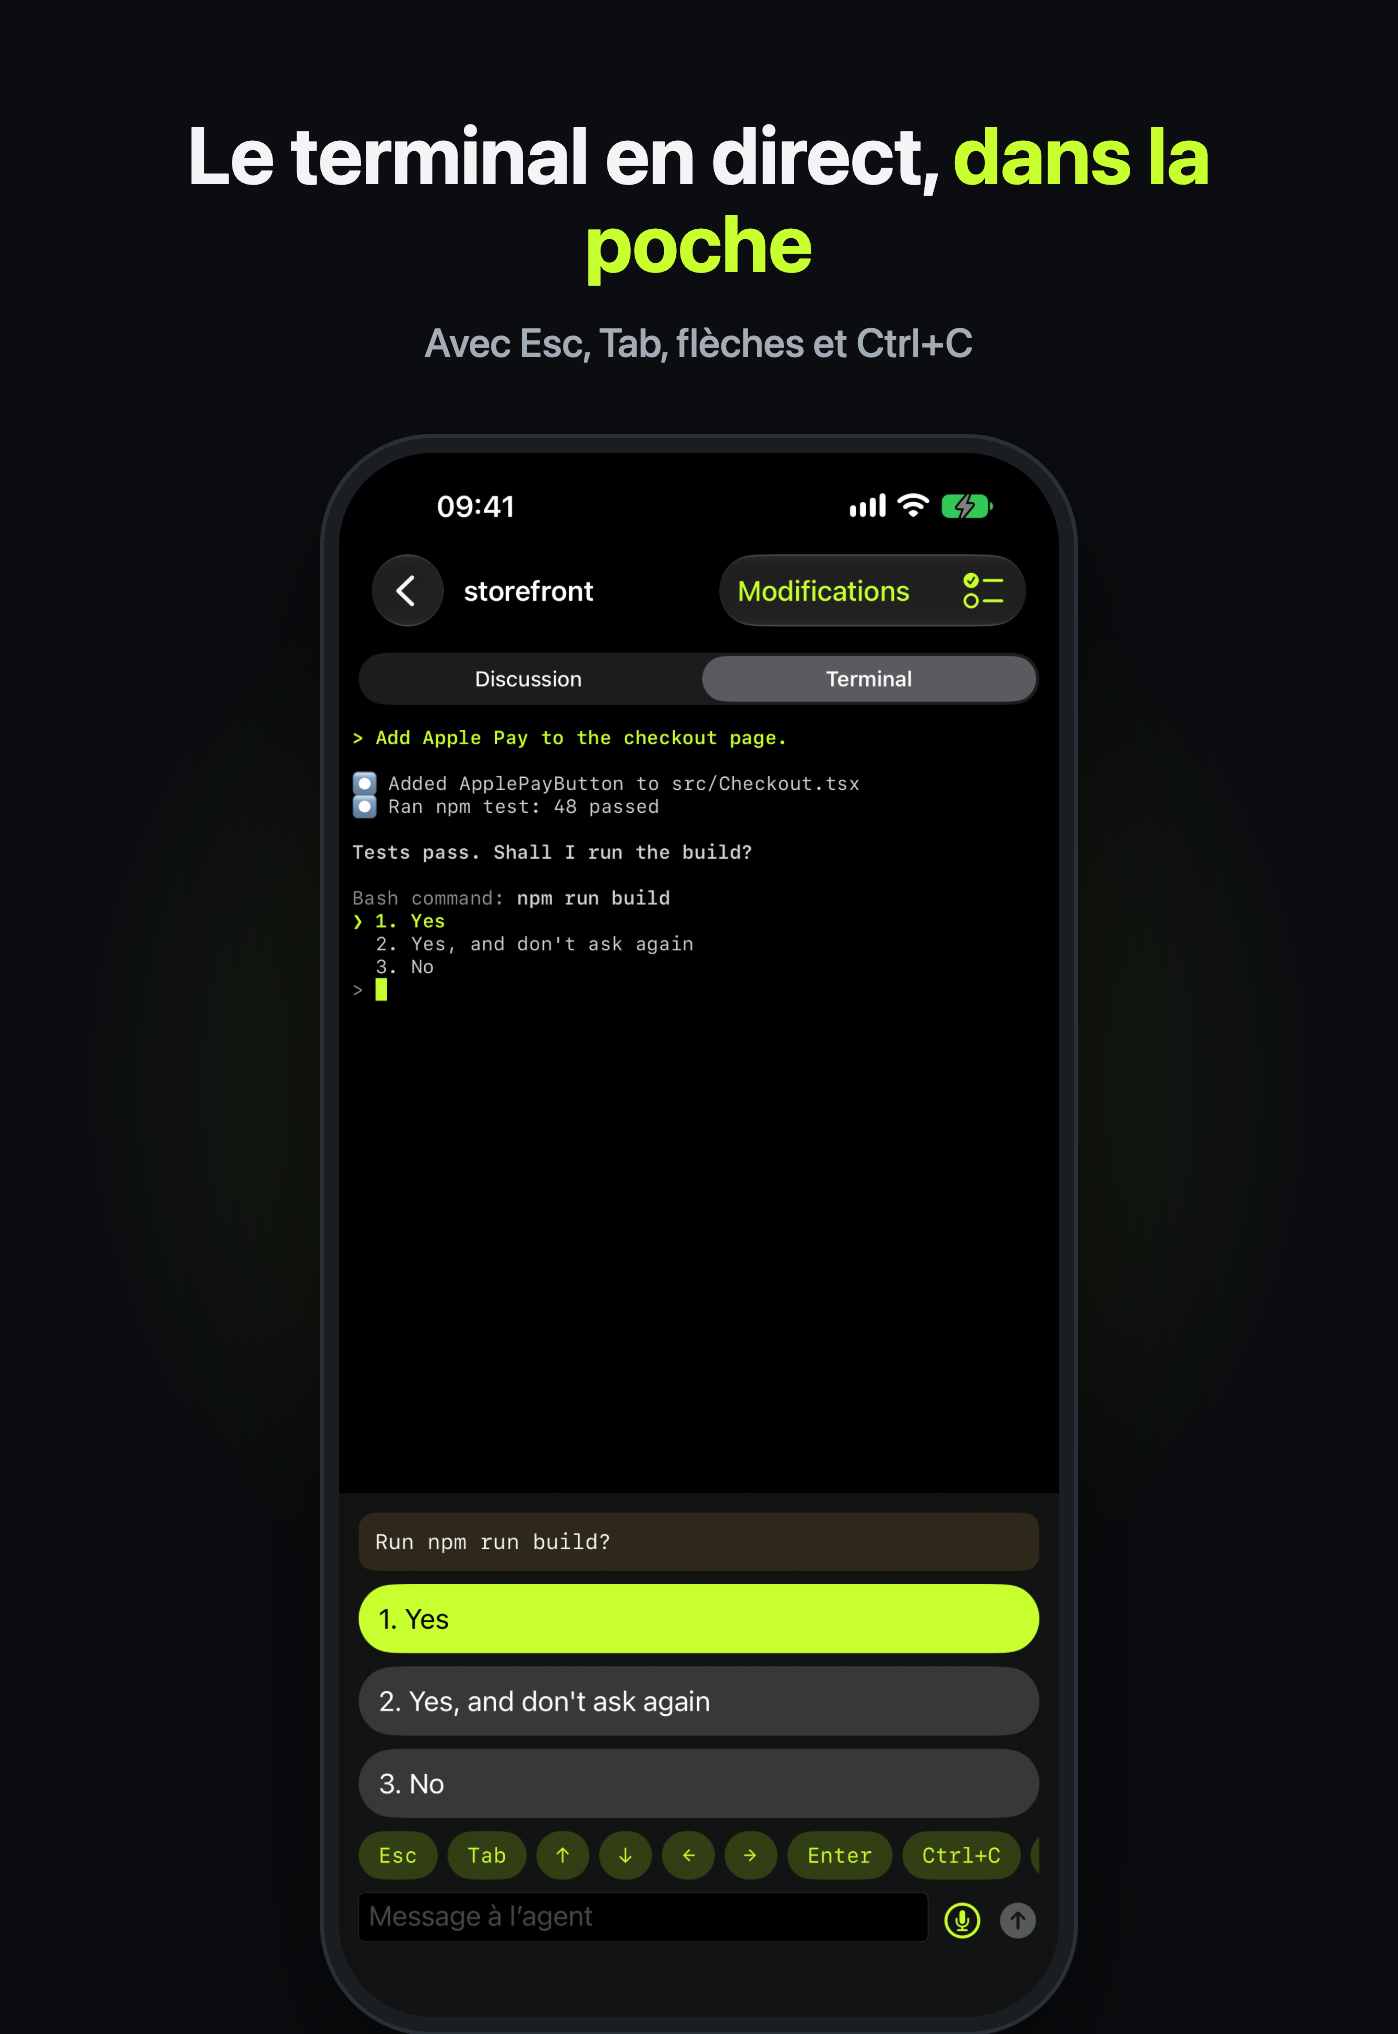 Le terminal en direct, dans la
poche
Avec Esc, Tab, flèches et Ctrl+C
09:41
storefront
Modifications
Discussion
Terminal
> Add Apple Pay to the checkout page.
Added ApplePayButton to src/Checkout.tsx
Ran npm test: 48 passed
Tests pass. Shall I run the build?
Bash command: npm run build
❯ 1. Yes
2. Yes, and don't ask again
3. No
>
Run npm run build?
1. Yes
2. Yes, and don't ask again
3. No
Esc Tab ↑ ↓ ← → Enter Ctrl+C
Message à l’agent